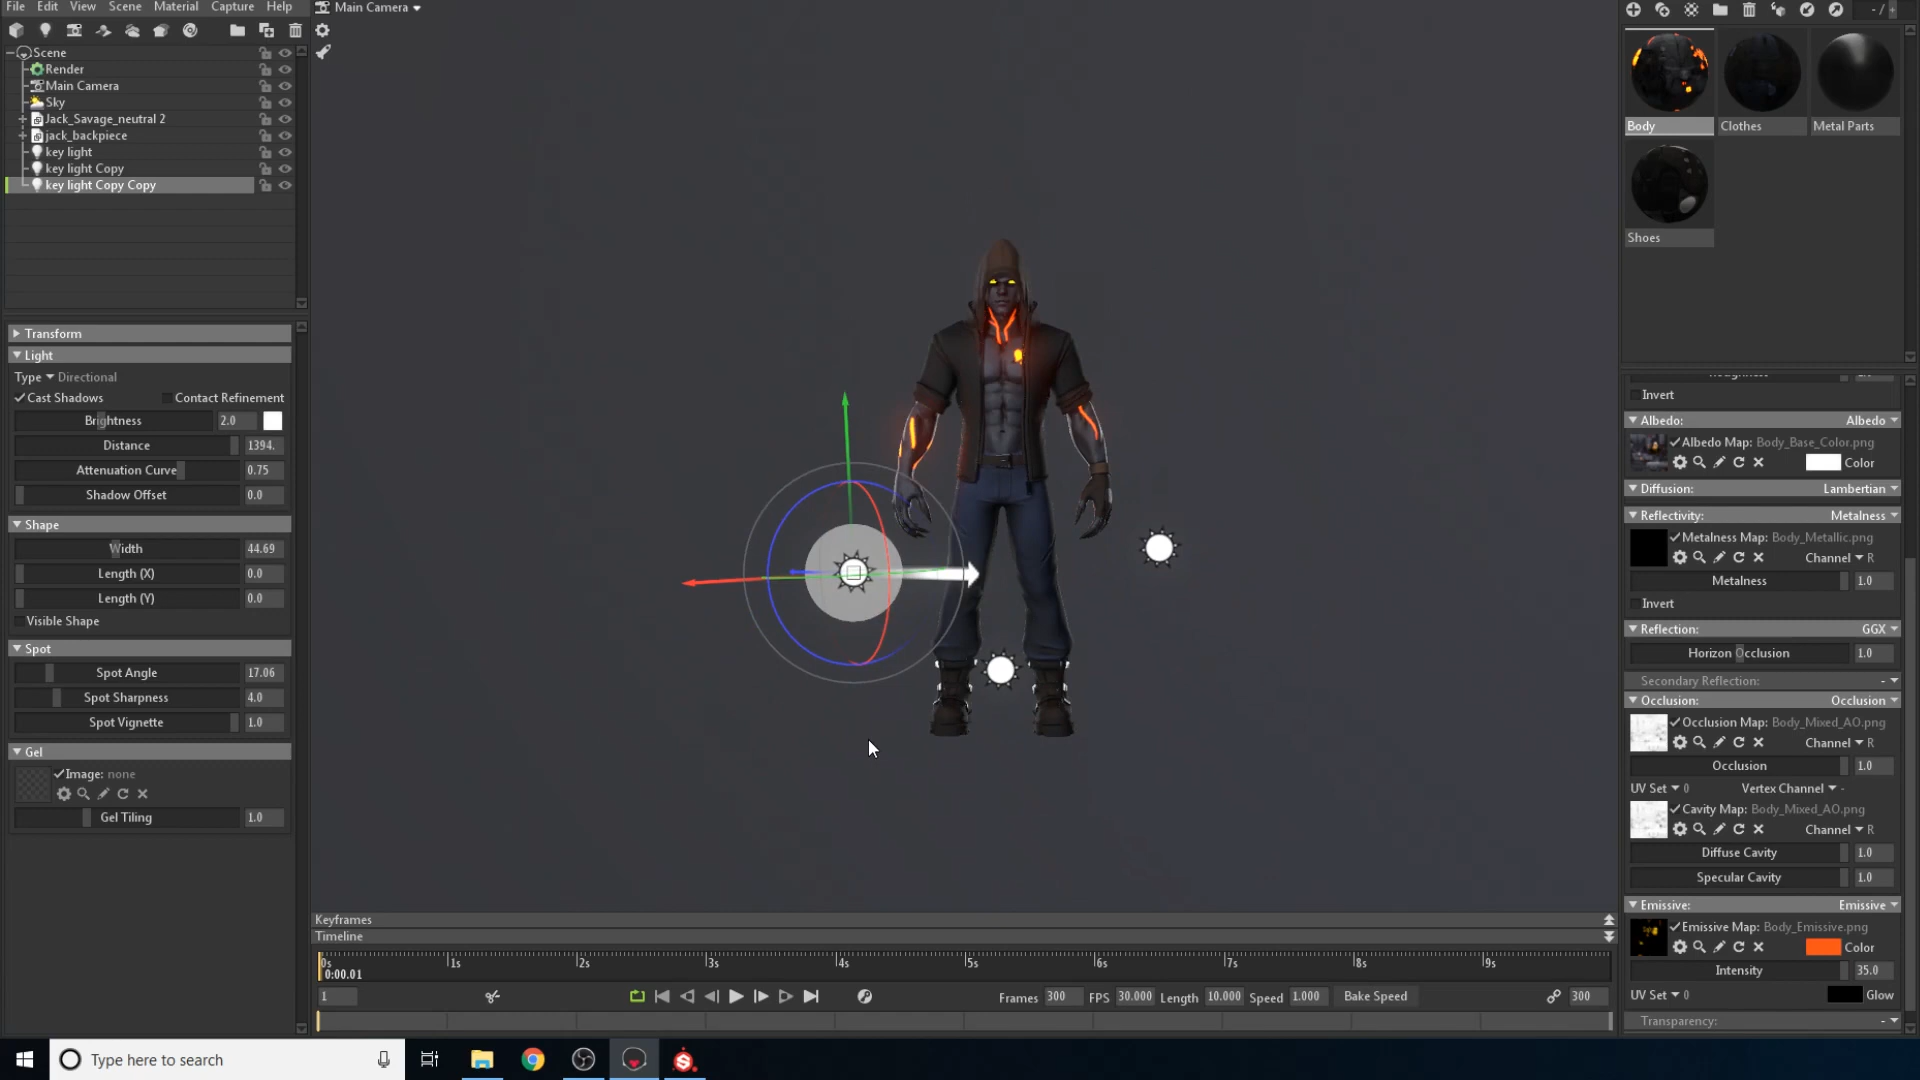 File Edit View Scene Material Capture Help
Main Camera
- /
Scene
Render
Main Camera
Sky
Jack_Savage_neutral 2
jack_backpiece
key light
key light Copy
key light Copy Copy
Body Clothes Metal Parts
Shoes
Transform
Light
Type Directional
Cast Shadows Contact Refinement
Brightness 2.0
Distance 1394.
Attenuation Curve 0.75
Shadow Offset 0.0
Shape
Width 44.69
Length (X) 0.0
Length (Y) 0.0
Visible Shape
Spot
Spot Angle 17.06
Spot Sharpness 4.0
Spot Vignette 1.0
Gel
Image: none
Gel Tiling 1.0
Invert
Albedo: Albedo
Albedo Map: Body_Base_Color.png
Color
Diffusion: Lambertian
Reflectivity: Metalness
Metalness Map: Body_Metallic.png
Channel R
Metalness 1.0
Invert
Reflection: GGX
Horizon Occlusion 1.0
Secondary Reflection: -
Occlusion: Occlusion
Occlusion Map: Body_Mixed_AO.png
Channel R
Occlusion 1.0
UV Set 0 Vertex Channel -
Cavity Map: Body_Mixed_AO.png
Channel R
Diffuse Cavity 1.0
Specular Cavity 1.0
Emissive: Emissive
Emissive Map: Body_Emissive.png
Color
Intensity 35.0
UV Set 0 Glow
Transparency: -
Keyframes
Timeline
0s 1s 2s 3s 4s 5s 6s 7s 8s 9s
0:00.01
1 Frames 300 FPS 30.000 Length 10.000 Speed 1.000 Bake Speed 300
Type here to search